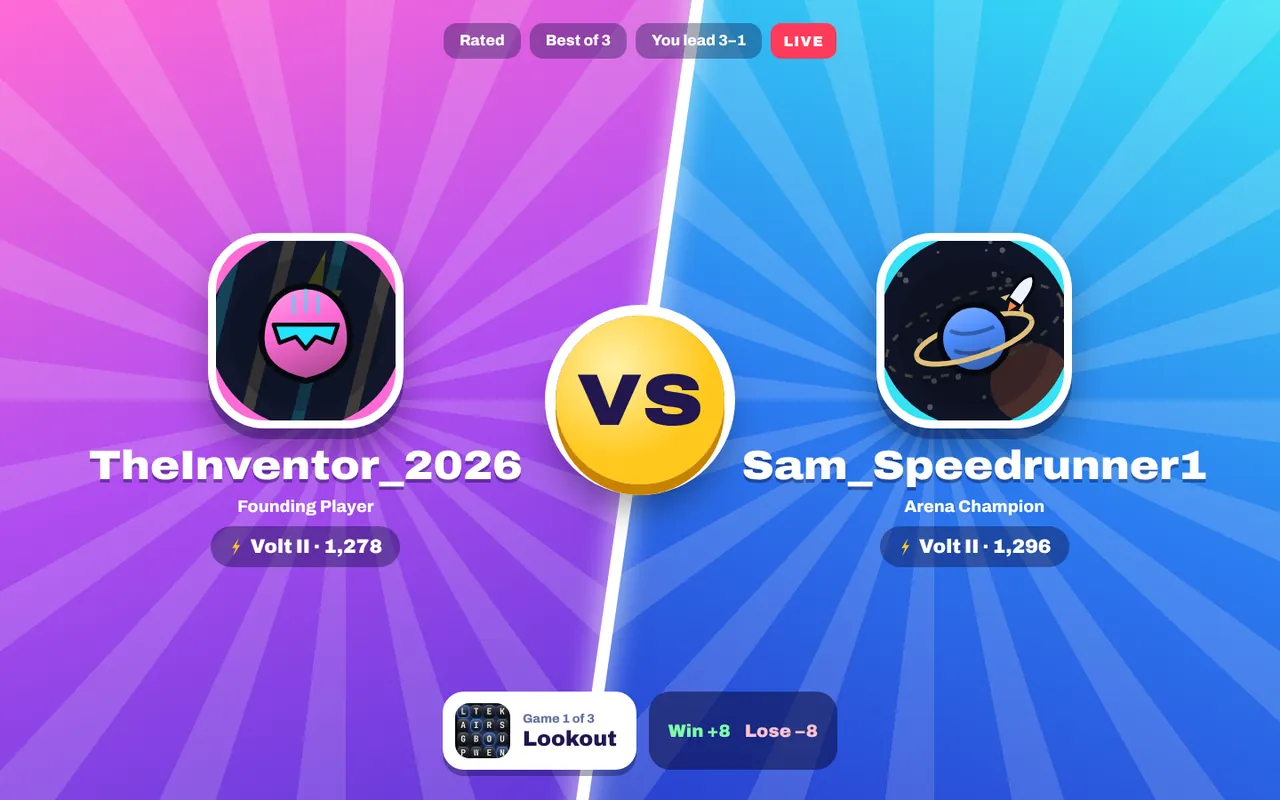 Rated
Best of 3
You lead 3–1
LIVE
VS
TheInventor_2026
Founding Player
Volt II · 1,278
Sam_Speedrunner1
Arena Champion
Volt II · 1,296
L T E K
A I R S
G B O U
P W E N
Game 1 of 3
Lookout
Win +8 Lose –8